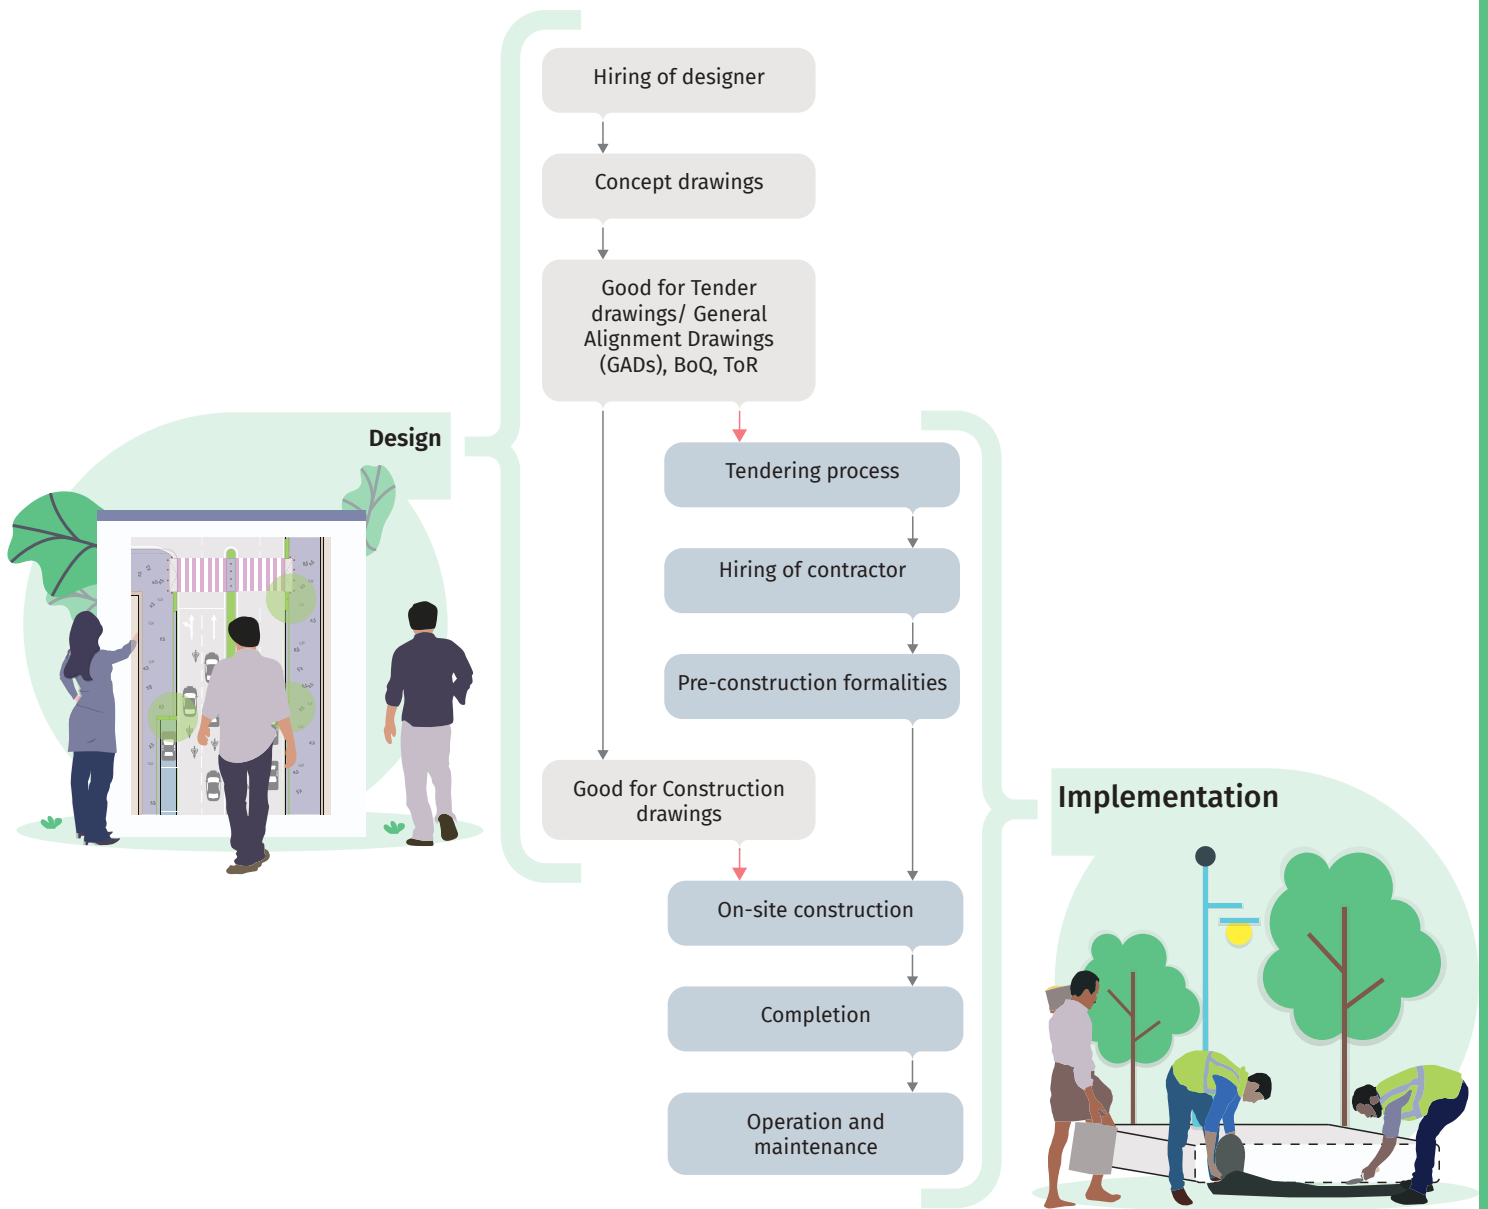 Hiring of designer
Concept drawings
Good for Tender
drawings/ General
Alignment Drawings
(GADs), BoQ, ToR
Design
Tendering process
Hiring of contractor
Pre-construction formalities
Good for Construction
drawings
Implementation
On-site construction
Completion
Operation and
maintenance